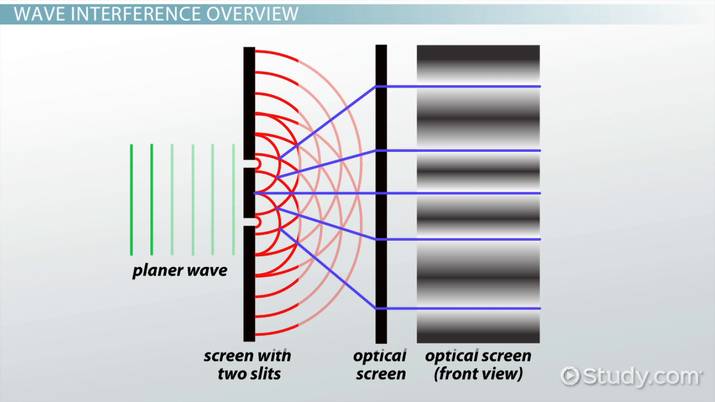 WAVE INTERFERENCE OVERVIEW
planer wave
screen with
two slits
optical
screen
optical screen
(front view)
Study.com